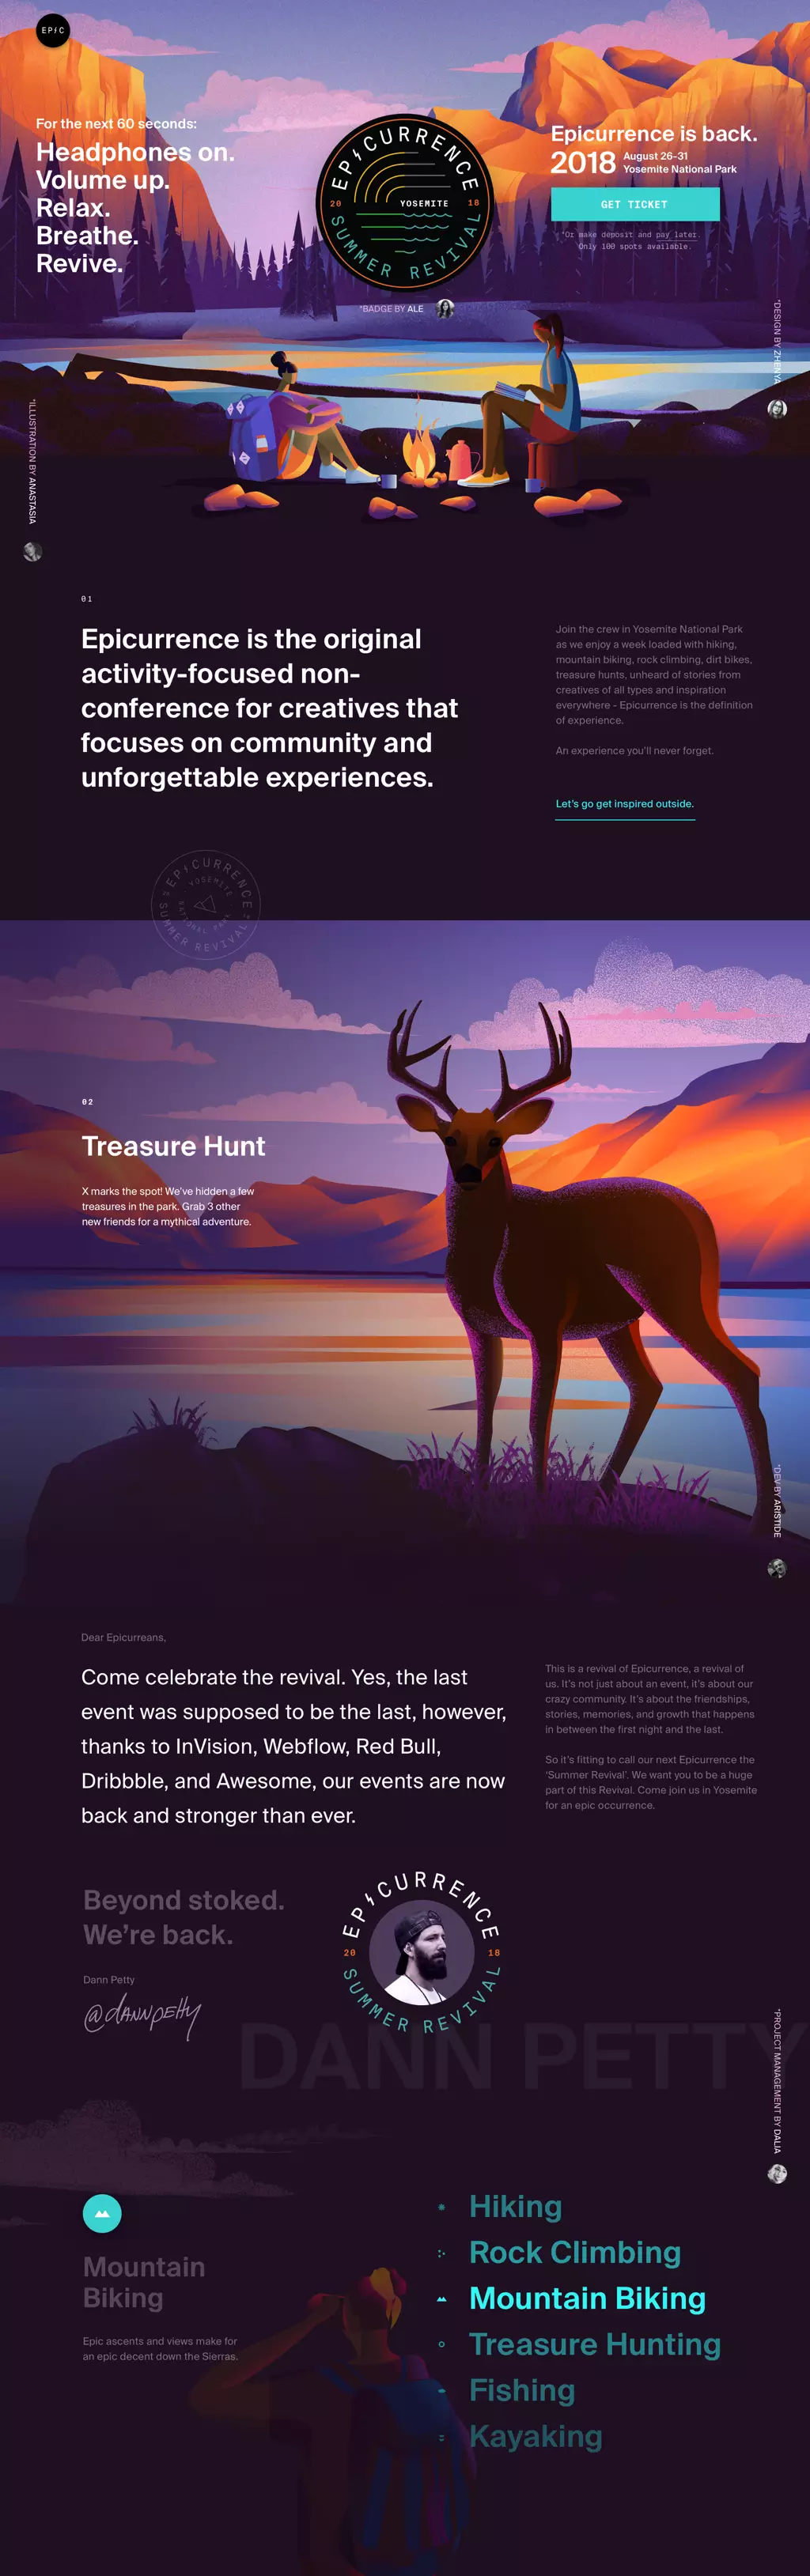 EPIC
For the next 60 seconds:
Headphones on.
Volume up.
Relax.
Breathe.
Revive.
EPICURRENCE
20
YOSEMITE
18
SUMMER REVIVAL
*BADGE BY ALE
Epicurrence is back.
2018
August 26-31
Yosemite National Park
GET TICKET
*Or make deposit and pay later.
Only 100 spots available.
*DESIGN BY ZHENYA
*ILLUSTRATION BY ANASTASIA
01
Epicurrence is the original
activity-focused non-
conference for creatives that
focuses on community and
unforgettable experiences.
Join the crew in Yosemite National Park
as we enjoy a week loaded with hiking,
mountain biking, rock climbing, dirt bikes,
treasure hunts, unheard of stories from
creatives of all types and inspiration
everywhere - Epicurrence is the definition
of experience.
An experience you'll never forget.
Let's go get inspired outside.
EPICURRENCE
YOSEMITE
NATIONAL PARK
SUMMER REVIVAL
02
Treasure Hunt
X marks the spot! We've hidden a few
treasures in the park. Grab 3 other
new friends for a mythical adventure.
*DEV BY ARISTIDE
Dear Epicurreans,
Come celebrate the revival. Yes, the last
event was supposed to be the last, however,
thanks to InVision, Webflow, Red Bull,
Dribbble, and Awesome, our events are now
back and stronger than ever.
This is a revival of Epicurrence, a revival of
us. It's not just about an event, it's about our
crazy community. It's about the friendships,
stories, memories, and growth that happens
in between the first night and the last.
So it's fitting to call our next Epicurrence the
'Summer Revival'. We want you to be a huge
part of this Revival. Come join us in Yosemite
for an epic occurrence.
Beyond stoked.
We're back.
Dann Petty
@dannpetty
EPICURRENCE
20
18
SUMMER REVIVAL
DANN PETTY
*PROJECT MANAGEMENT BY DALIA
Mountain
Biking
Epic ascents and views make for
an epic decent down the Sierras.
Hiking
Rock Climbing
Mountain Biking
Treasure Hunting
Fishing
Kayaking